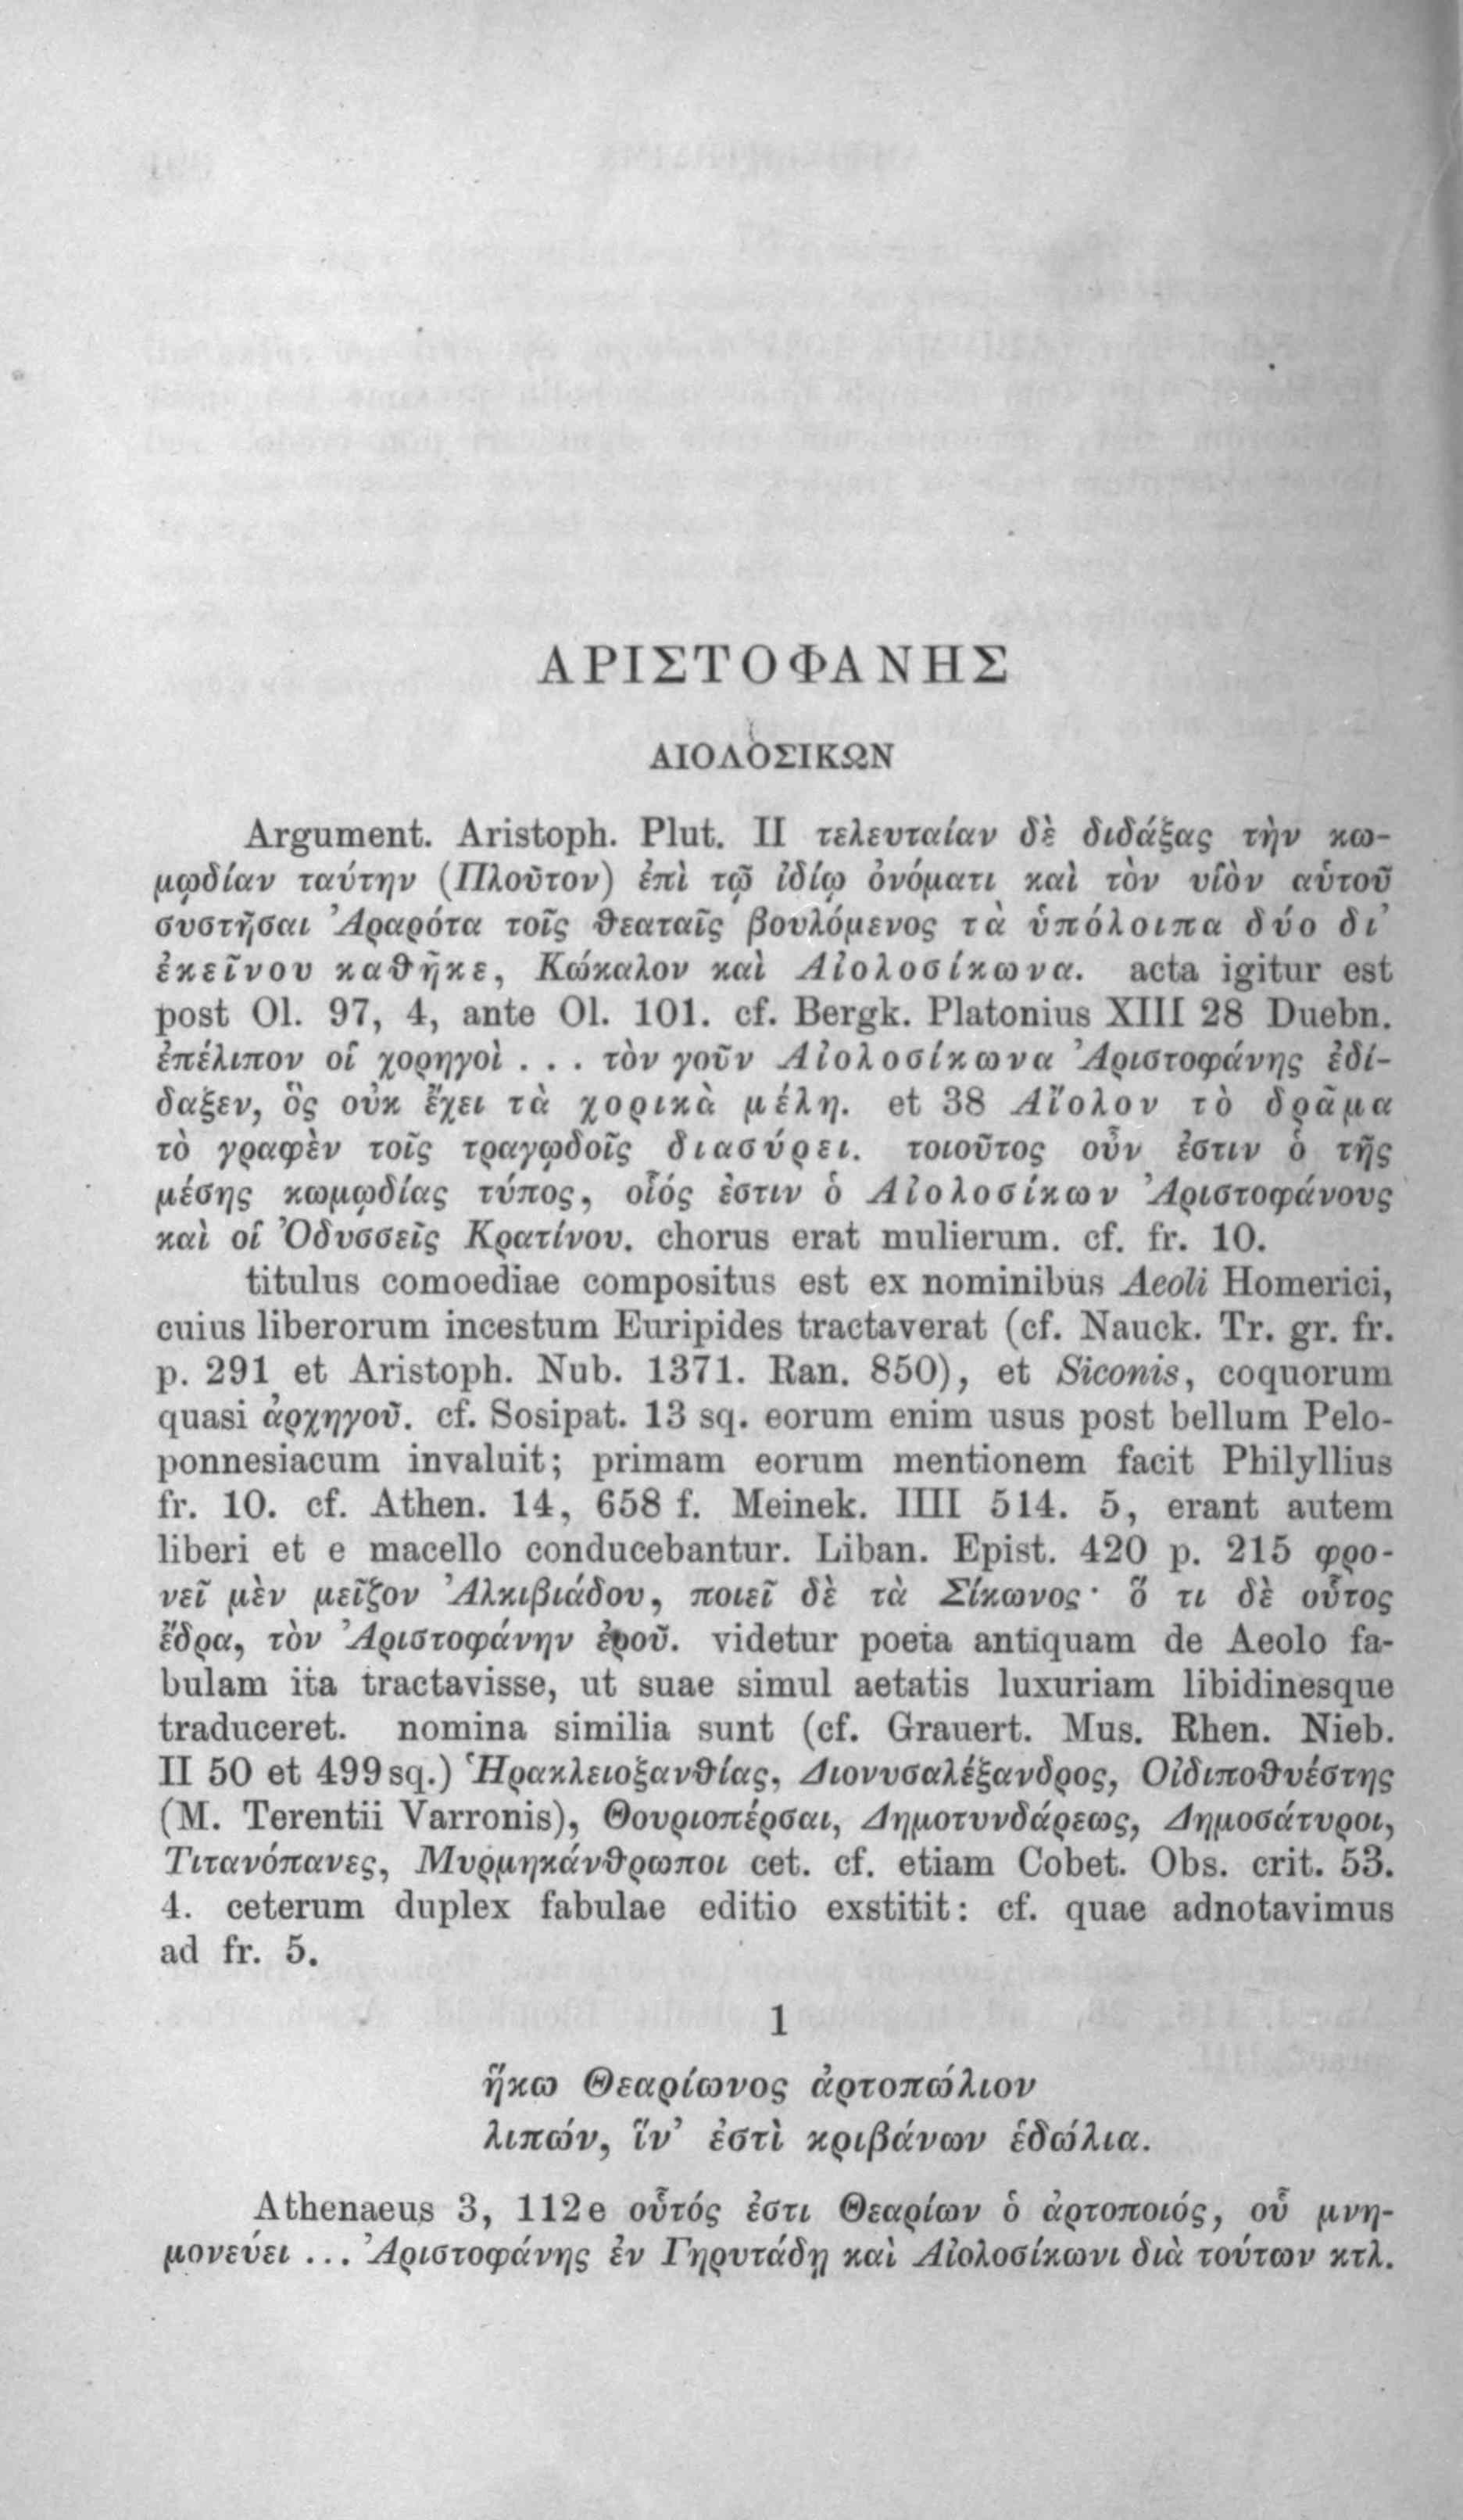 ΑΡΙΣΤΟΦΑΝΗΣ
ΑΙΟΛΟΣΙΚΩΝ
Argument. Aristoph. Plut. II τελευταίαν δὲ διδάξας τὴν κω-
μῳδίαν ταύτην (Πλοῦτον) ἐπὶ τῷ ἰδίῳ ὀνόματι καὶ τὸν υἱὸν αὑτοῦ
συστῆσαι Ἀραρότα τοῖς θεαταῖς βουλόμενος τὰ ὑπόλοιπα δύο δι’
ἐκείνου καθῆκε, Κώκαλον καὶ Αἰολοσίκωνα. acta igitur est
post Ol. 97, 4, ante Ol. 101. cf. Bergk. Platonius XIII 28 Duebn.
ἐπέλιπον οἱ χορηγοὶ . . . τὸν γοῦν Αἰολοσίκωνα Ἀριστοφάνης ἐδί-
δαξεν, ὃς οὐκ ἔχει τὰ χορικὰ μέλη. et 38 Αἴολον τὸ δρᾶμα
τὸ γραφὲν τοῖς τραγῳδοῖς διασύρει. τοιοῦτος οὖν ἐστιν ὁ τῆς
μέσης κωμῳδίας τύπος, οἷός ἐστιν ὁ Αἰολοσίκων Ἀριστοφάνους
καὶ οἱ Ὀδυσσεῖς Κρατίνου. chorus erat mulierum. cf. fr. 10.
titulus comoediae compositus est ex nominibus Aeoli Homerici,
cuius liberorum incestum Euripides tractaverat (cf. Nauck. Tr. gr. fr.
p. 291 et Aristoph. Nub. 1371. Ran. 850), et Siconis, coquorum
quasi ἀρχηγοῦ. cf. Sosipat. 13 sq. eorum enim usus post bellum Pelo-
ponnesiacum invaluit; primam eorum mentionem facit Philyllius
fr. 10. cf. Athen. 14, 658 f. Meinek. IIII 514. 5, erant autem
liberi et e macello conducebantur. Liban. Epist. 420 p. 215 φρο-
νεῖ μὲν μεῖζον Ἀλκιβιάδου, ποιεῖ δὲ τὰ Σίκωνος· ὅ τι δὲ οὗτος
ἔδρα, τὸν Ἀριστοφάνην ἐροῦ. videtur poeta antiquam de Aeolo fa-
bulam ita tractavisse, ut suae simul aetatis luxuriam libidinesque
traduceret. nomina similia sunt (cf. Grauert. Mus. Rhen. Nieb.
II 50 et 499 sq.) Ἡρακλειοξανθίας, Διονυσαλέξανδρος, Οἰδιποθυέστης
(M. Terentii Varronis), Θουριοπέρσαι, Δημοτυνδάρεως, Δημοσάτυροι,
Τιτανόπανες, Μυρμηκάνθρωποι cet. cf. etiam Cobet. Obs. crit. 53.
4. ceterum duplex fabulae editio exstitit: cf. quae adnotavimus
ad fr. 5.
1
ἥκω Θεαρίωνος ἀρτοπώλιον
λιπών, ἵν’ ἐστὶ κριβάνων ἑδώλια.
Athenaeus 3, 112 e οὗτός ἐστι Θεαρίων ὁ ἀρτοποιός, οὗ μνη-
μονεύει ... Ἀριστοφάνης ἐν Γηρυτάδῃ καὶ Αἰολοσίκωνι διὰ τούτων κτλ.